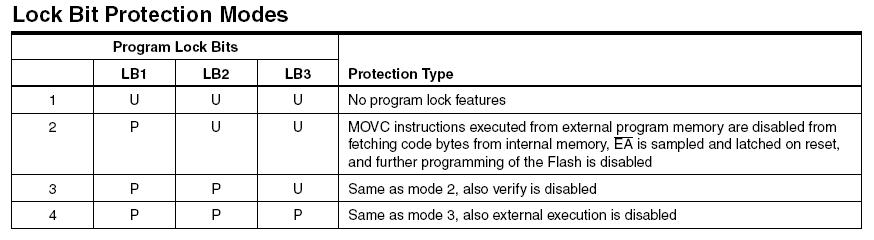 Lock Bit Protection Modes
Program Lock Bits
LB1 LB2 LB3 Protection Type
1 U U U No program lock features
2 P U U MOVC instructions executed from external program memory are disabled from
fetching code bytes from internal memory, E̅A̅ is sampled and latched on reset,
and further programming of the Flash is disabled
3 P P U Same as mode 2, also verify is disabled
4 P P P Same as mode 3, also external execution is disabled